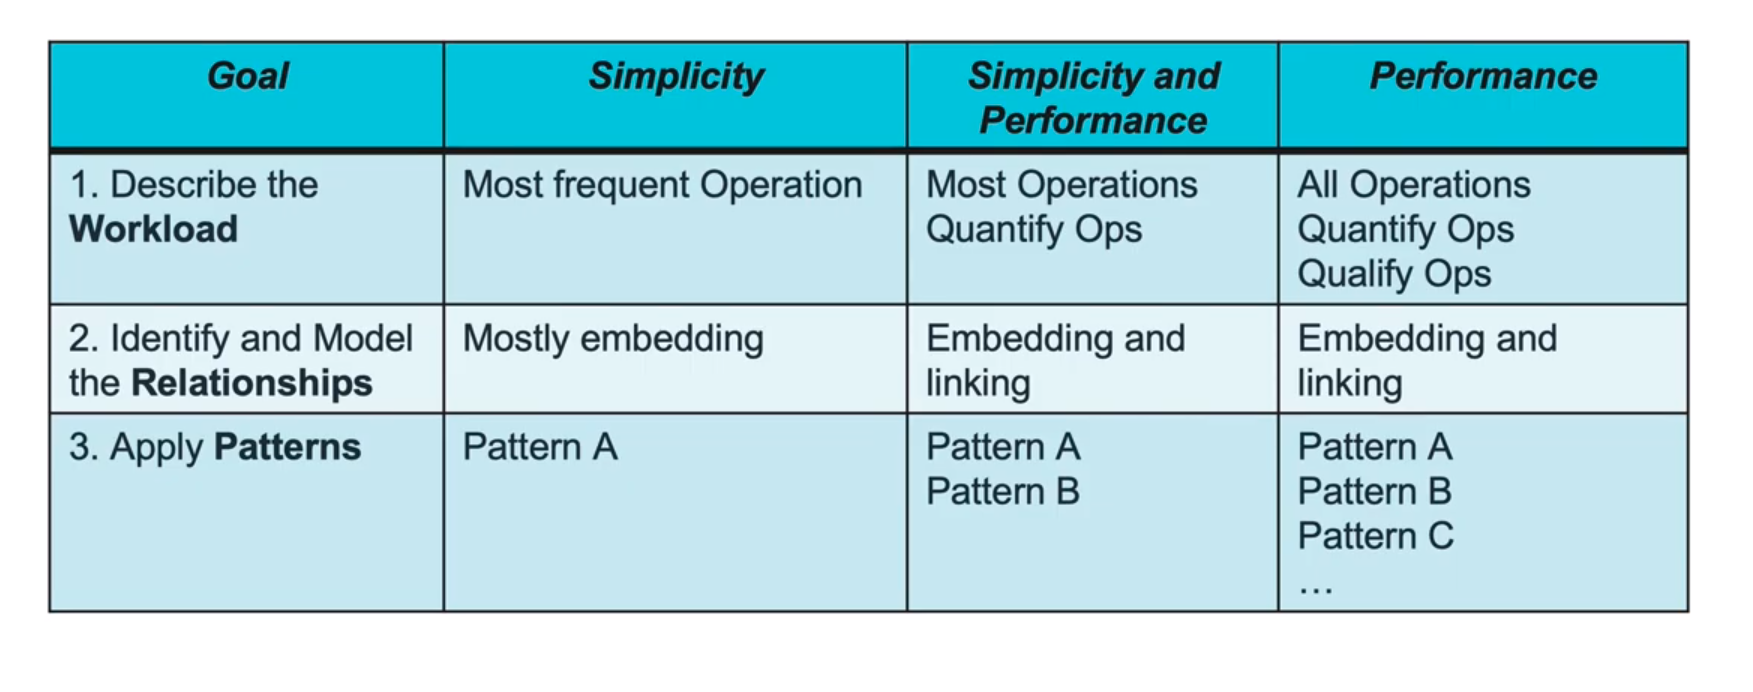 Goal
Simplicity
Simplicity and
Performance
Performance
1. Describe the
Workload
Most frequent Operation
Most Operations
Quantify Ops
All Operations
Quantify Ops
Qualify Ops
2. Identify and Model
the Relationships
Mostly embedding
Embedding and
linking
Embedding and
linking
3. Apply Patterns
Pattern A
Pattern A
Pattern B
Pattern A
Pattern B
Pattern C
...